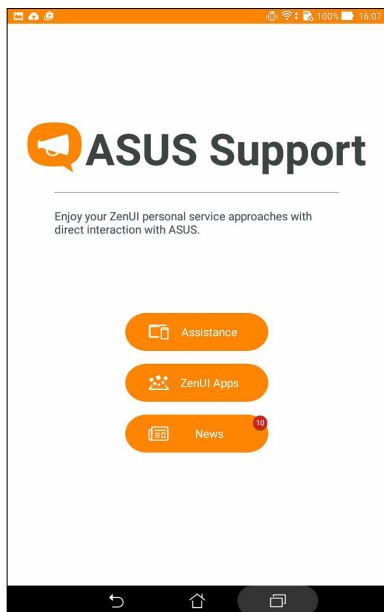 100% 16:07
ASUS Support
Enjoy your ZenUI personal service approaches with
direct interaction with ASUS.
Assistance
ZenUI Apps
10
News